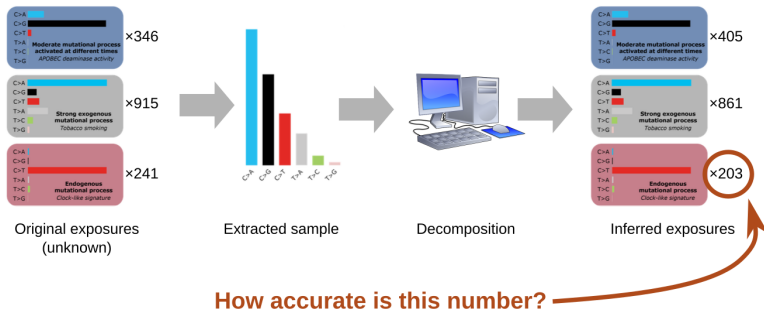 C>A
C>G
C>T
T>A
T>C
T>G
Moderate mutational process
activated at different times
APOBEC deaminase activity
×346
C>A
C>G
C>T
T>A
T>C
T>G
Strong exogenous
mutational process
Tobacco smoking
×915
C>A
C>G
C>T
T>A
T>C
T>G
Endogenous
mutational process
Clock-like signature
×241
Original exposures
(unknown)
C>A
C>G
C>T
T>A
T>C
T>G
Extracted sample
Decomposition
C>A
C>G
C>T
T>A
T>C
T>G
Moderate mutational process
activated at different times
APOBEC deaminase activity
×405
C>A
C>G
C>T
T>A
T>C
T>G
Strong exogenous
mutational process
Tobacco smoking
×861
C>A
C>G
C>T
T>A
T>C
T>G
Endogenous
mutational process
Clock-like signature
×203
Inferred exposures
How accurate is this number?